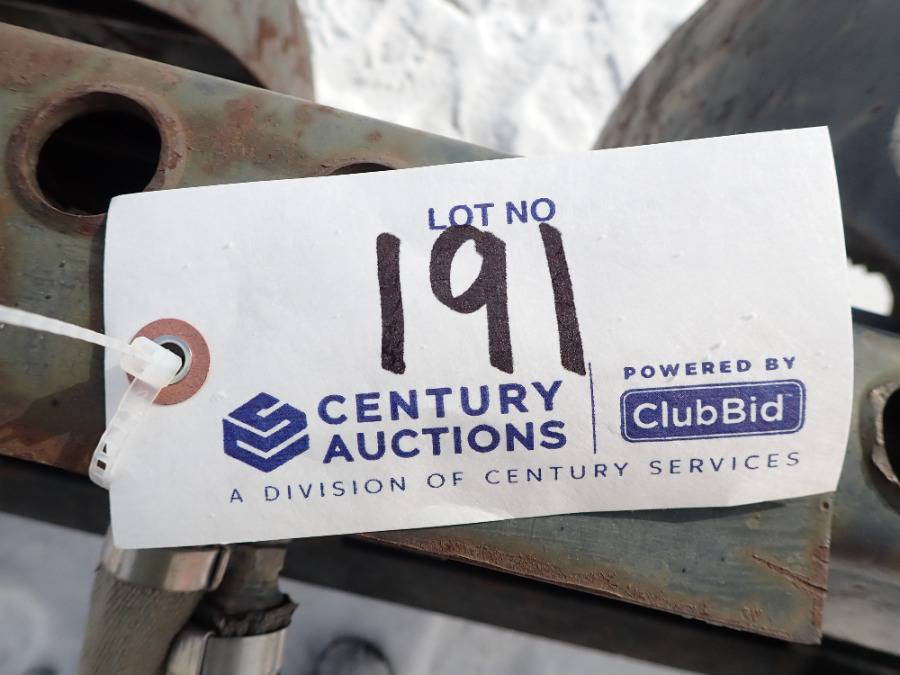 LOT NO
191
CENTURY
AUCTIONS
POWERED BY
ClubBid
A DIVISION OF CENTURY SERVICES